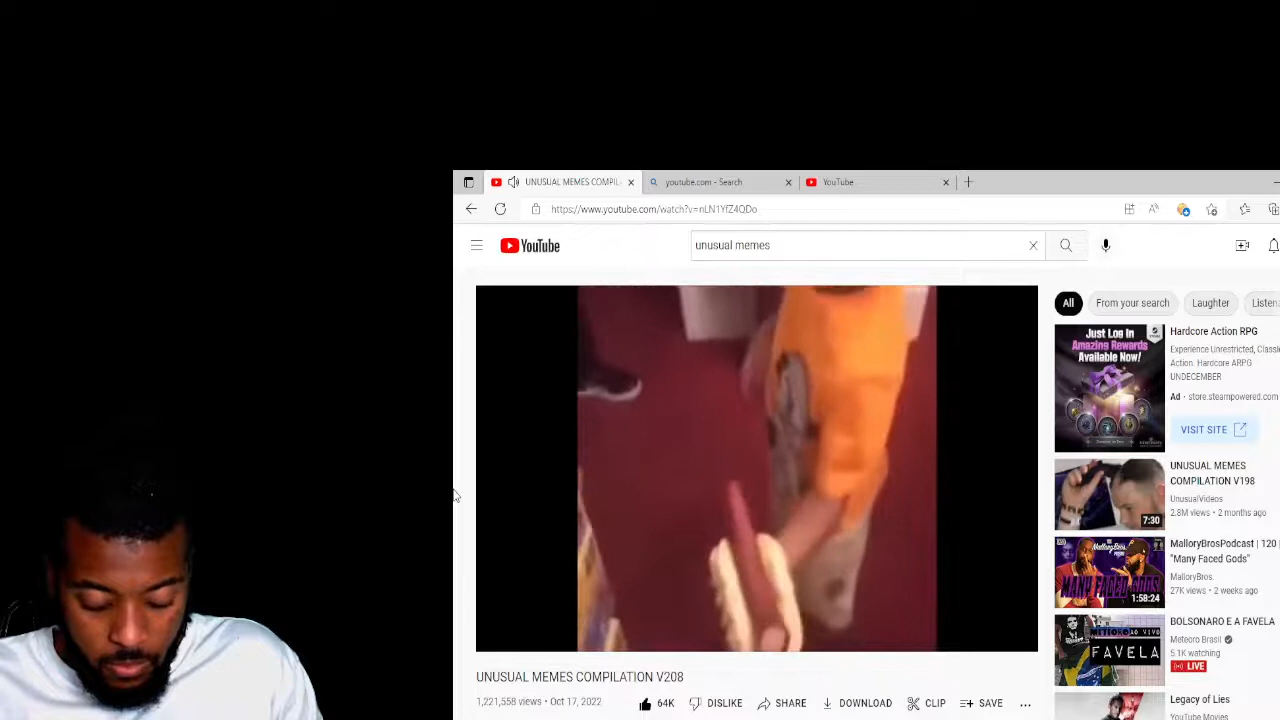 UNUSUAL MEMES COMPIL
youtube.com - Search
YouTube
https://www.youtube.com/watch?v=nLN1YfZ4QDo
YouTube
unusual memes
All
From your search
Laughter
Listen
Just Log In
Amazing Rewards
Available Now!
Hardcore Action RPG
Experience Unrestricted, Classic
Action. Hardcore ARPG
UNDECEMBER
Ad • store.steampowered.com
VISIT SITE
UNUSUAL MEMES
COMPILATION V198
UnusualVideos
2.8M views • 2 months ago
7:30
MalloryBrosPodcast | 120 |
"Many Faced Gods"
MalloryBros.
27K views • 2 weeks ago
MANY FACED GODS
1:58:24
BOLSONARO E A FAVELA
Meteoro Brasil
5.1K watching
LIVE
FAVELA
Legacy of Lies
YouTube Movies
UNUSUAL MEMES COMPILATION V208
1,221,558 views • Oct 17, 2022
64K
DISLIKE
SHARE
DOWNLOAD
CLIP
SAVE